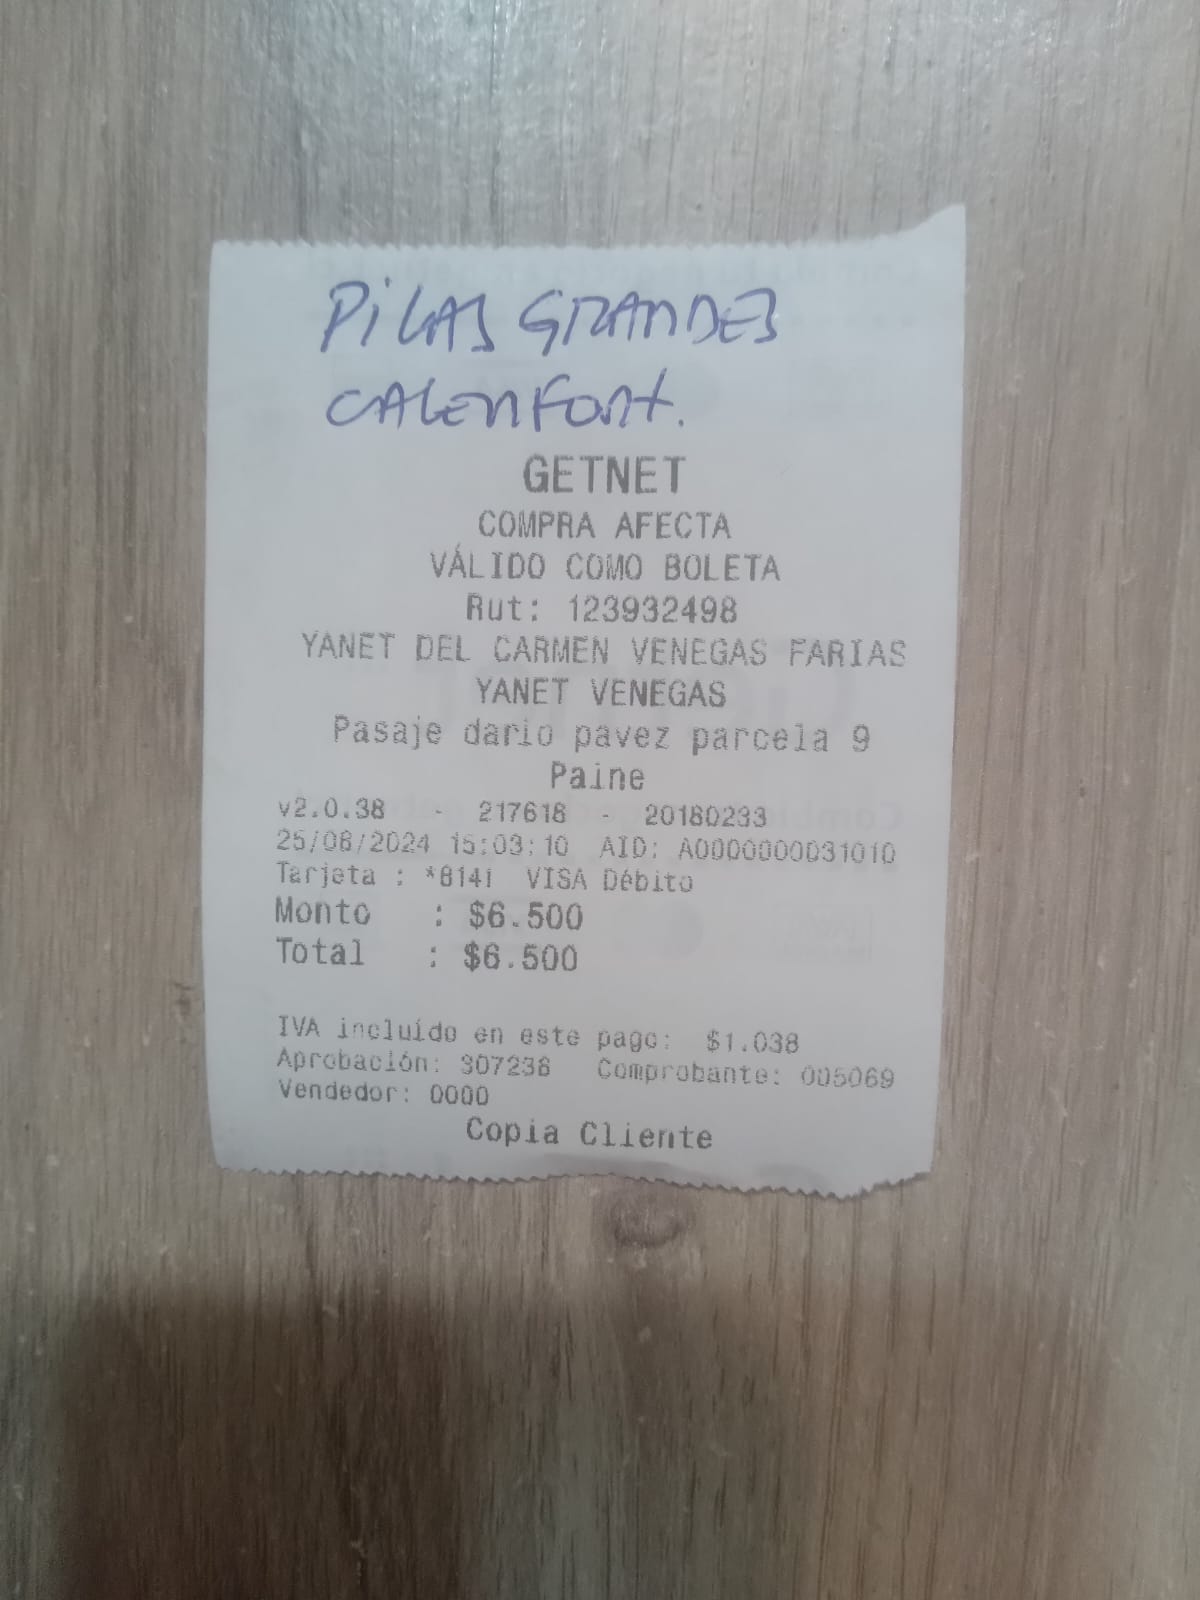 PILAS GRANDES
CALENFONT.
GETNET
COMPRA AFECTA
VÁLIDO COMO BOLETA
Rut: 123932498
YANET DEL CARMEN VENEGAS FARIAS
YANET VENEGAS
Pasaje dario pavez parcela 9
Paine
v2.0.38 - 217618 - 20180233
25/08/2024 15:03:10 AID: A0000000031010
Tarjeta : *8141 VISA Débito
Monto : $6.500
Total : $6.500
IVA incluído en este pago: $1.038
Aprobación: 307238 Comprobante: 005069
Vendedor: 0000
Copia Cliente